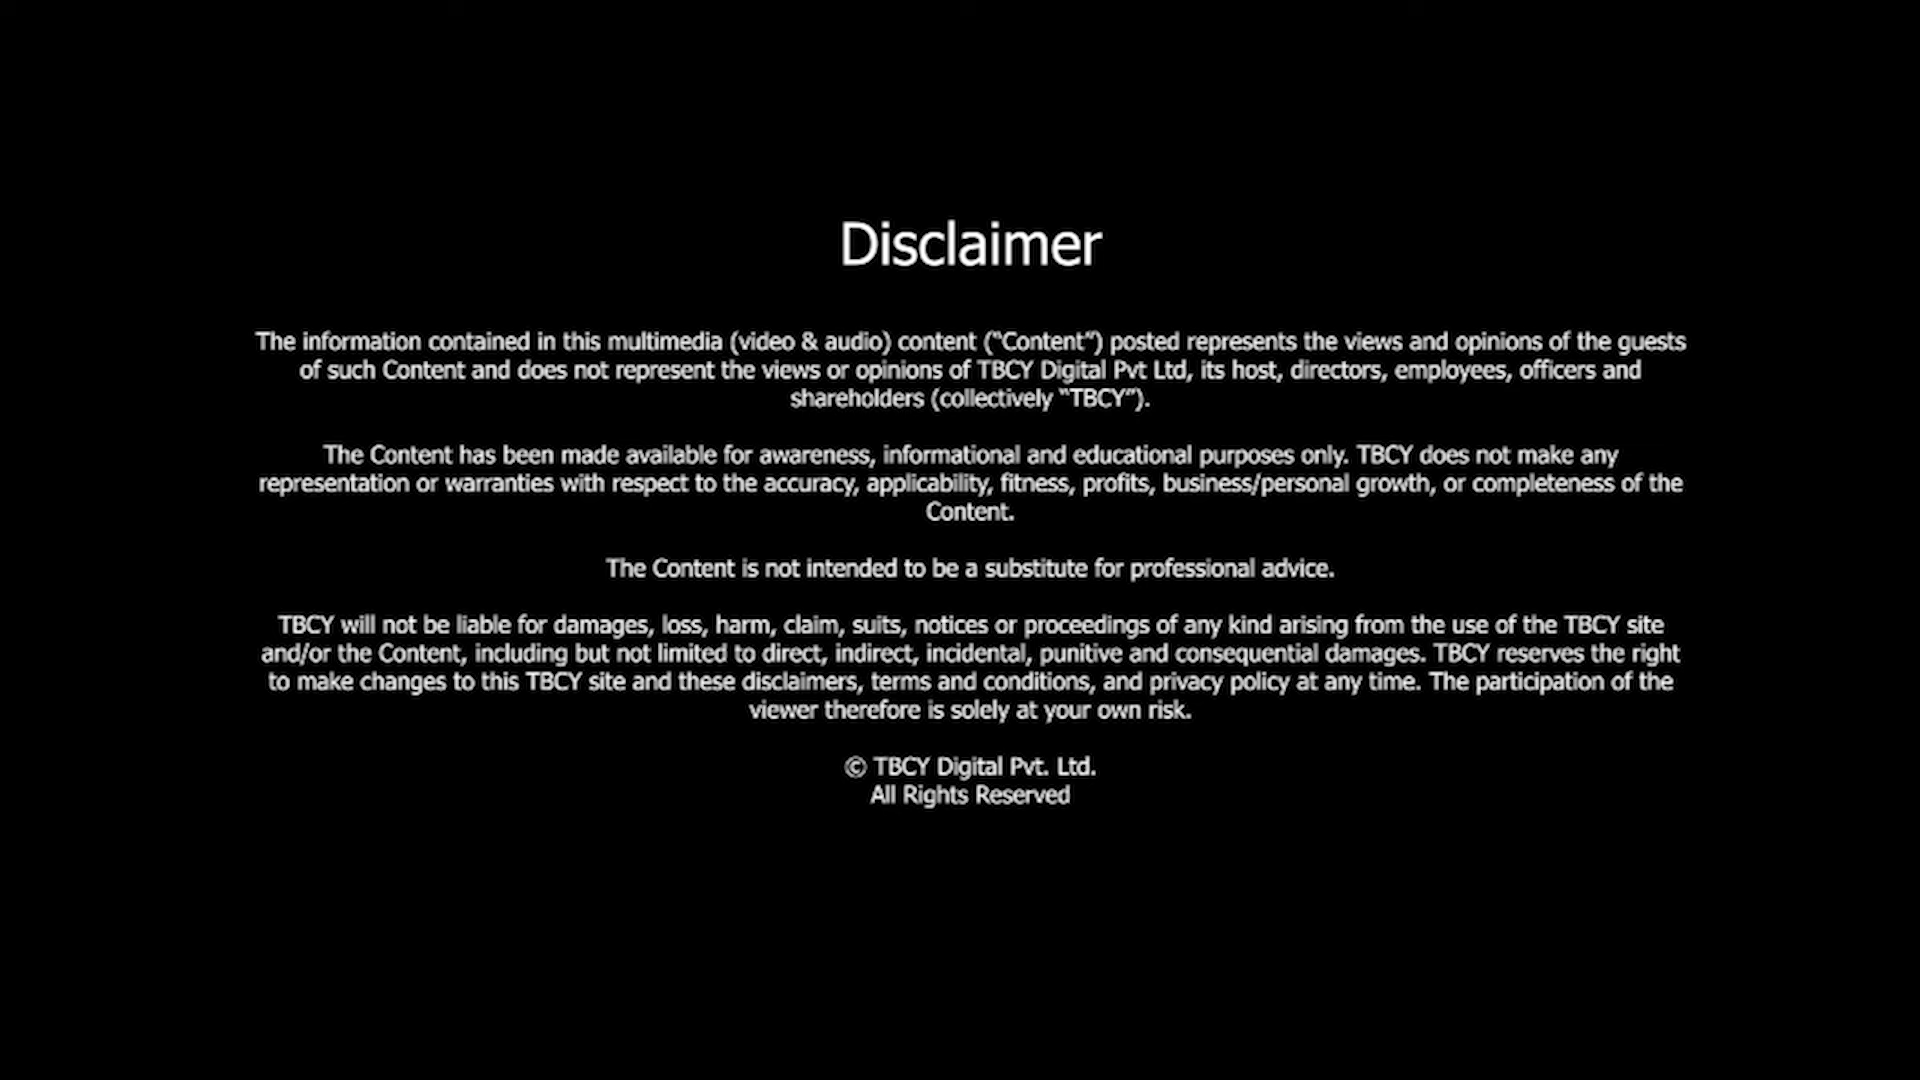 Disclaimer
The information contained in this multimedia (video & audio) content (“Content”) posted represents the views and opinions of the guests
of such Content and does not represent the views or opinions of TBCY Digital Pvt Ltd, its host, directors, employees, officers and
shareholders (collectively “TBCY”).
The Content has been made available for awareness, informational and educational purposes only. TBCY does not make any
representation or warranties with respect to the accuracy, applicability, fitness, profits, business/personal growth, or completeness of the
Content.
The Content is not intended to be a substitute for professional advice.
TBCY will not be liable for damages, loss, harm, claim, suits, notices or proceedings of any kind arising from the use of the TBCY site
and/or the Content, including but not limited to direct, indirect, incidental, punitive and consequential damages. TBCY reserves the right
to make changes to this TBCY site and these disclaimers, terms and conditions, and privacy policy at any time. The participation of the
viewer therefore is solely at your own risk.
© TBCY Digital Pvt. Ltd.
All Rights Reserved